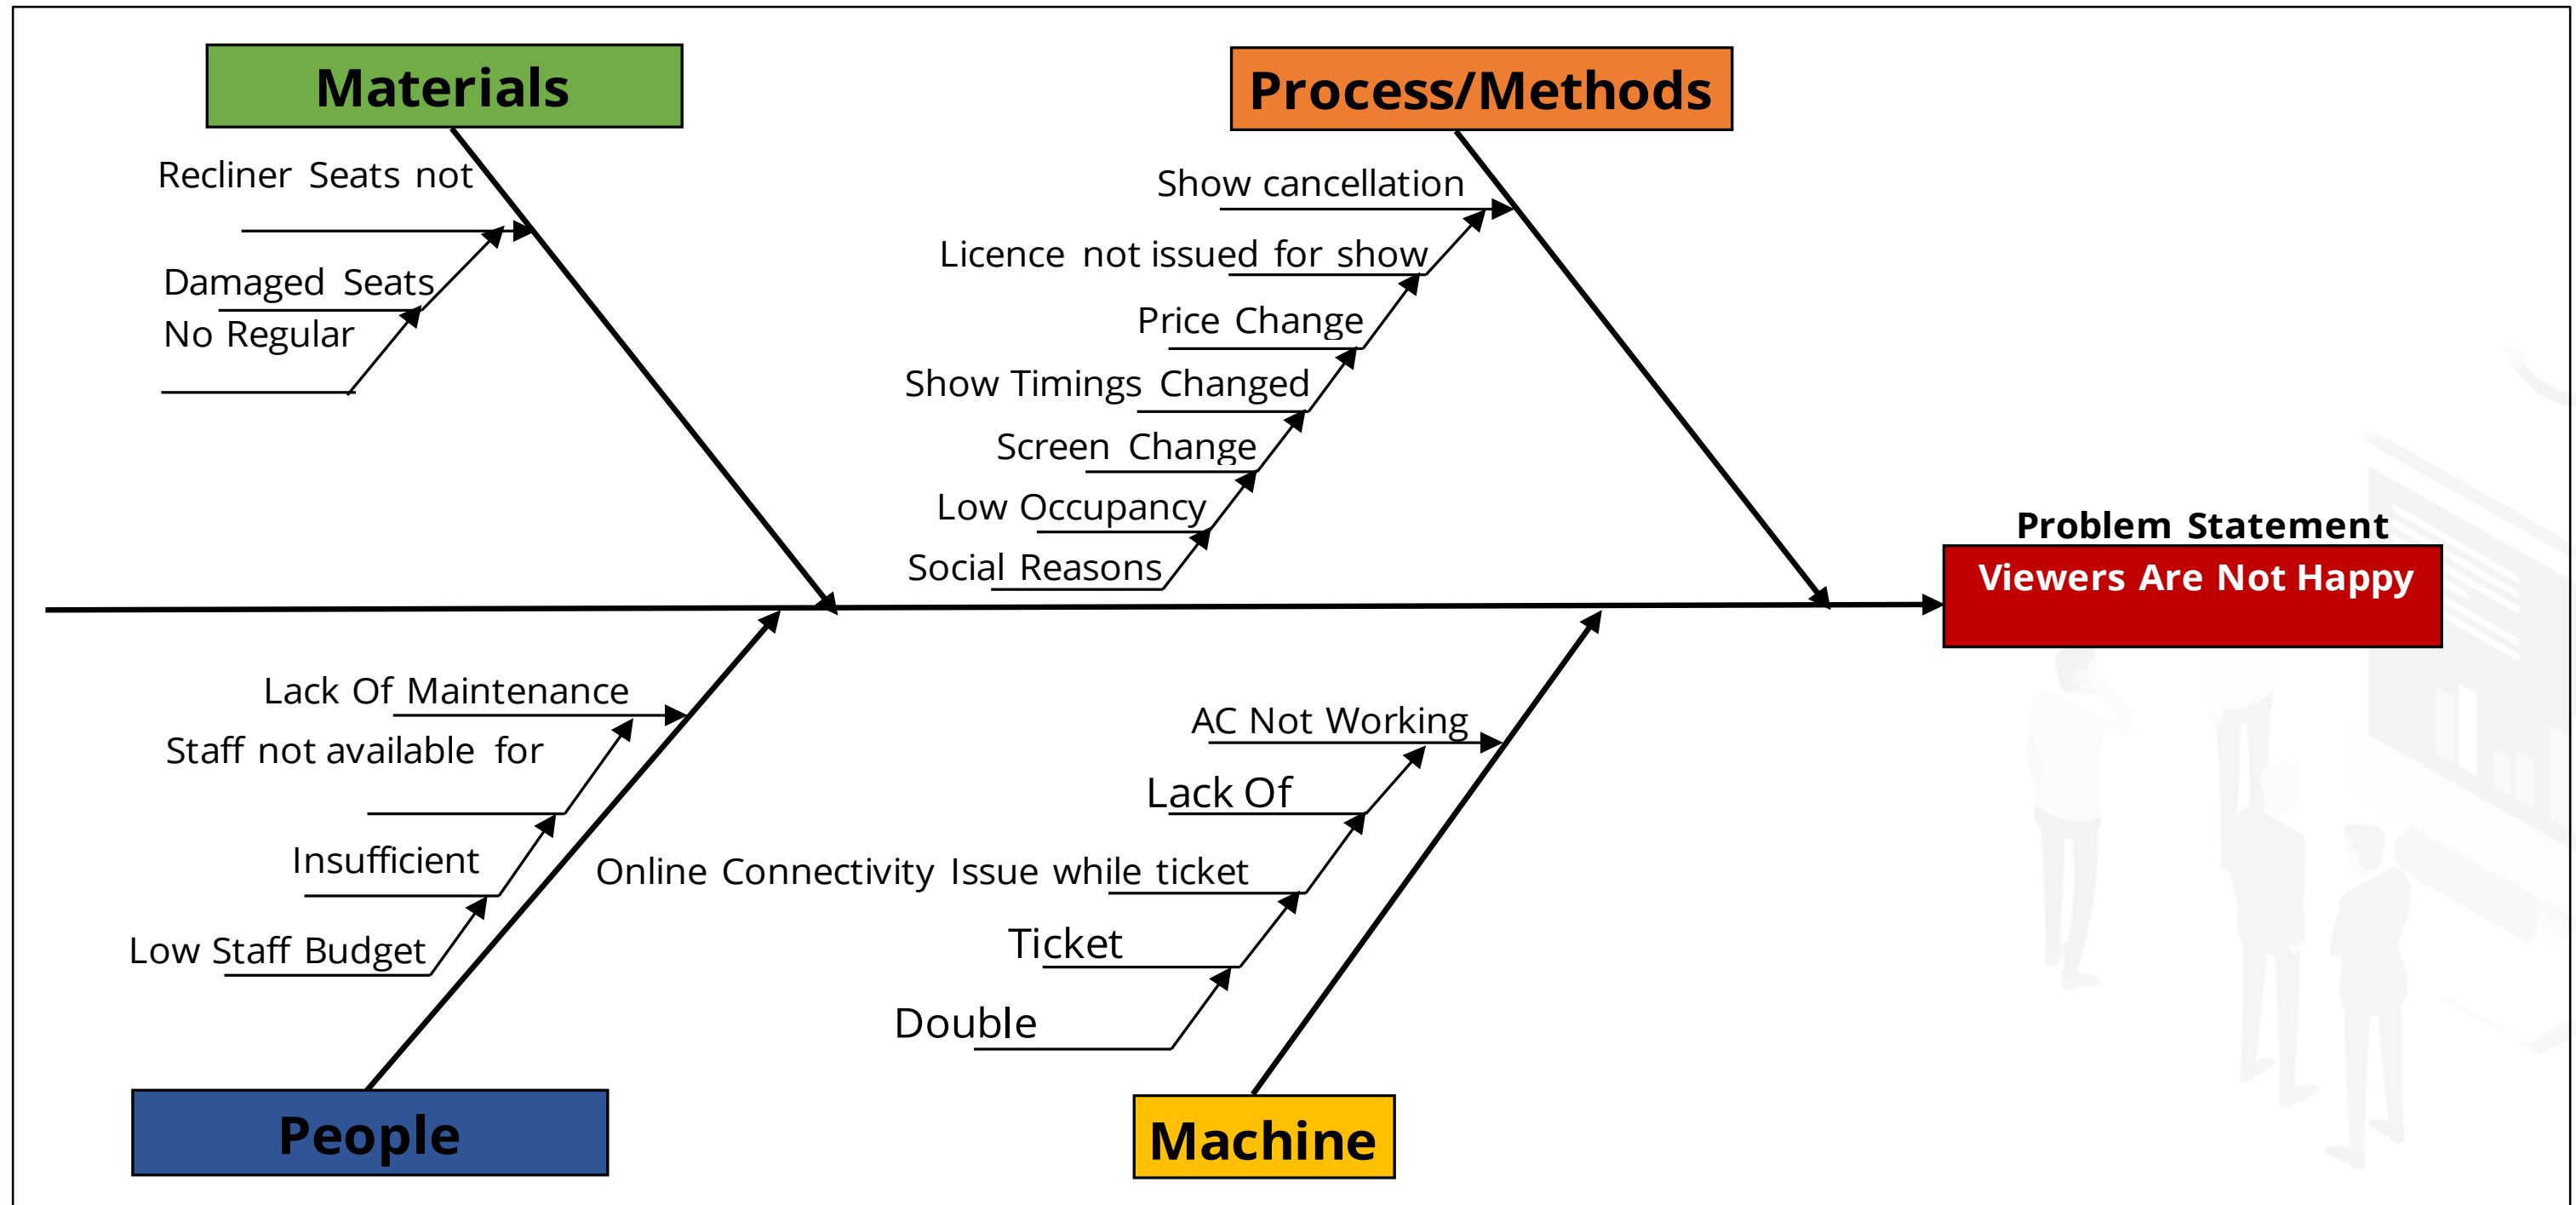 Materials
Recliner Seats not
Damaged Seats
No Regular
Process/Methods
Show cancellation
Licence not issued for show
Price Change
Show Timings Changed
Screen Change
Low Occupancy
Social Reasons
Problem Statement
Viewers Are Not Happy
Lack Of Maintenance
Staff not available for
Insufficient
Low Staff Budget
People
AC Not Working
Lack Of
Online Connectivity Issue while ticket
Ticket
Double
Machine